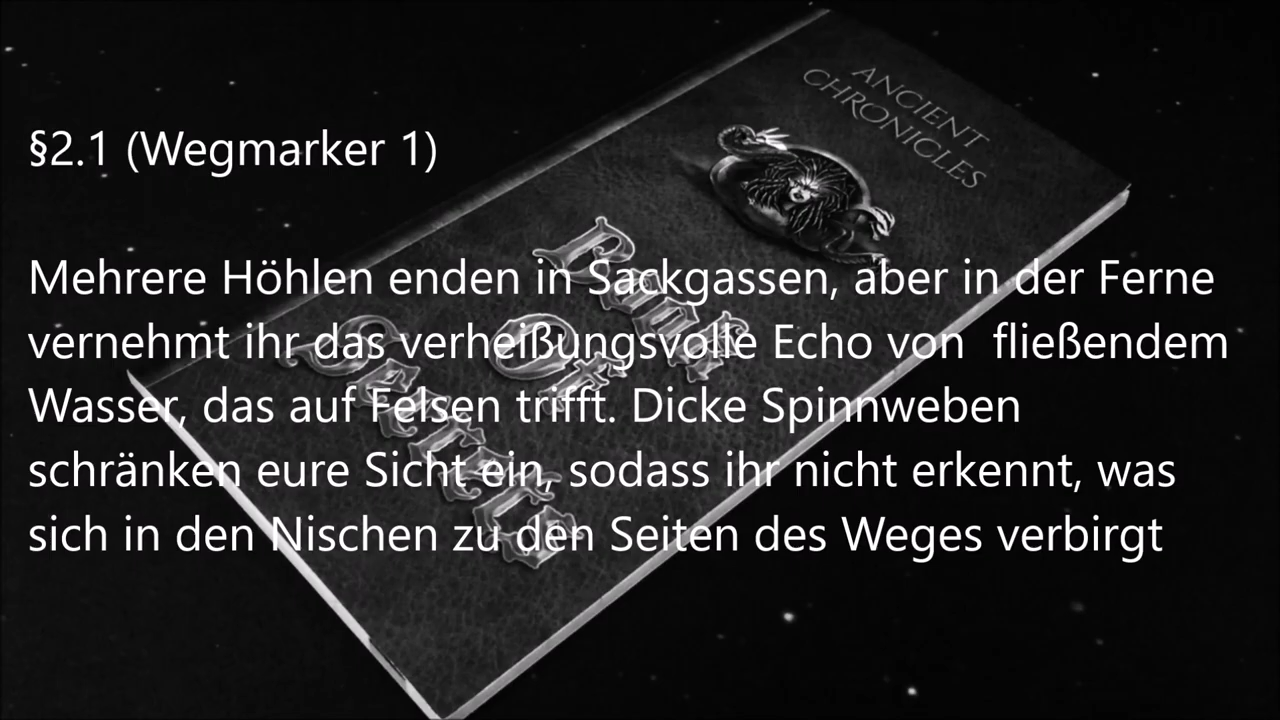 ANCIENT
CHRONICLES
§2.1 (Wegmarker 1)
Mehrere Höhlen enden in Sackgassen, aber in der Ferne
vernehmt ihr das verheißungsvolle Echo von  fließendem
Wasser, das auf Felsen trifft. Dicke Spinnweben
schränken eure Sicht ein, sodass ihr nicht erkennt, was
sich in den Nischen zu den Seiten des Weges verbirgt
Of
Secrets